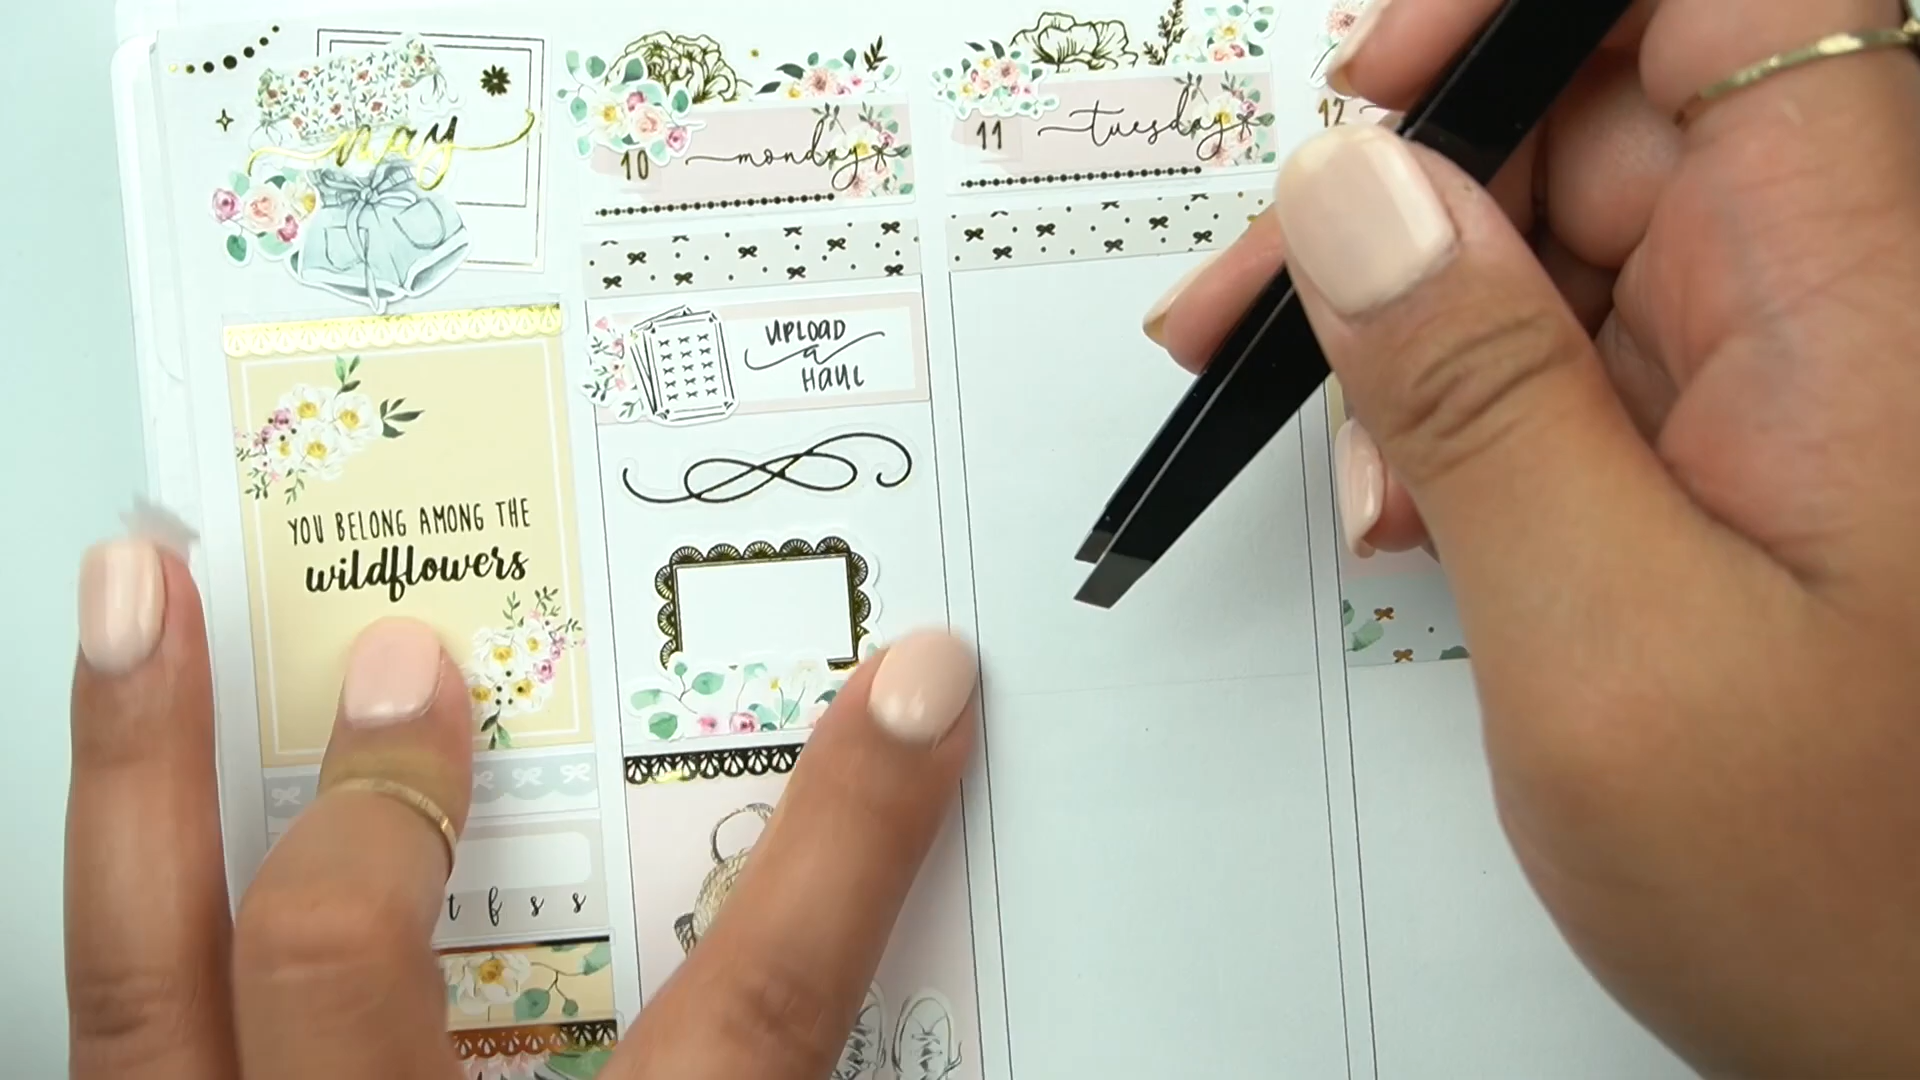 may
10 monday
11 tuesday
12
UPLOAD
a
HAUL
YOU BELONG AMONG THE
wildflowers
t f s s